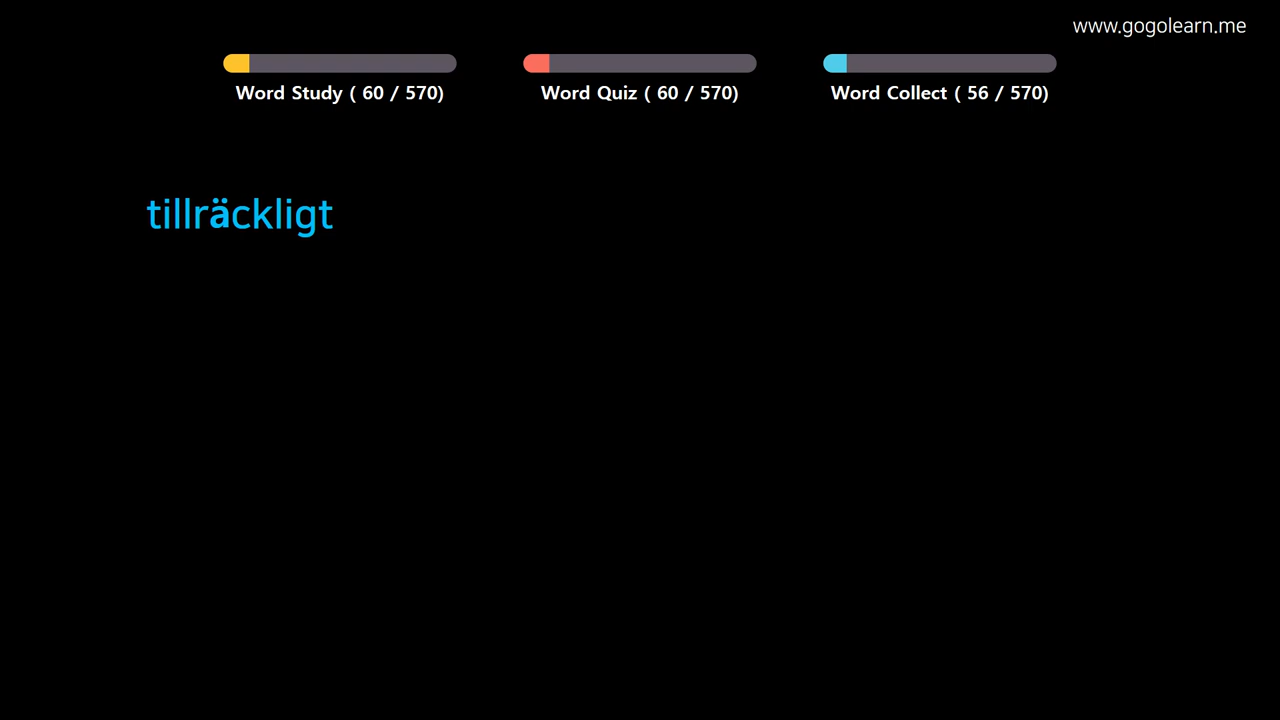 www.gogolearn.me
Word Study ( 60 / 570)
Word Quiz ( 60 / 570)
Word Collect ( 56 / 570)
tillräckligt